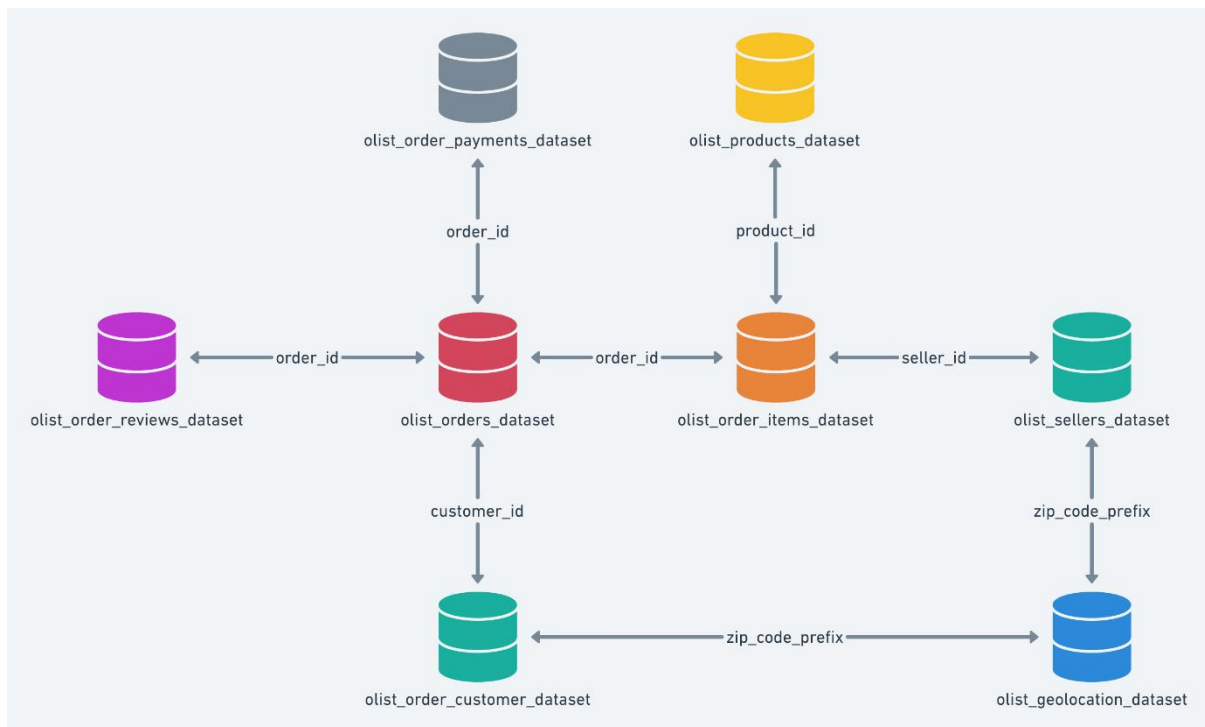 olist_order_payments_dataset
olist_products_dataset
order_id
product_id
order_id
order_id
seller_id
olist_order_reviews_dataset
olist_orders_dataset
olist_order_items_dataset
olist_sellers_dataset
customer_id
zip_code_prefix
zip_code_prefix
olist_order_customer_dataset
olist_geolocation_dataset